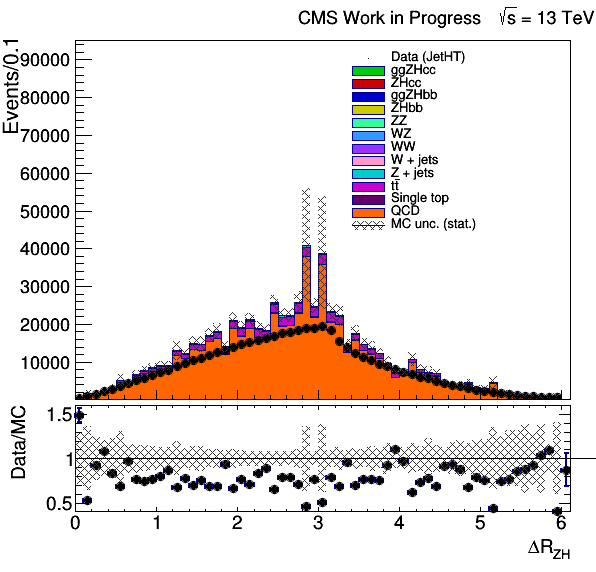 CMS Work in Progress √s = 13 TeV
Events/0.1
90000
80000
70000
60000
50000
40000
30000
20000
10000
Data (JetHT)
ggZHcc
ZHcc
ggZHbb
ZHbb
ZZ
WZ
WW
W + jets
Z + jets
tt̄
Single top
QCD
MC unc. (stat.)
Data/MC
1.5
1
0.5
0 1 2 3 4 5 6
ΔR_ZH